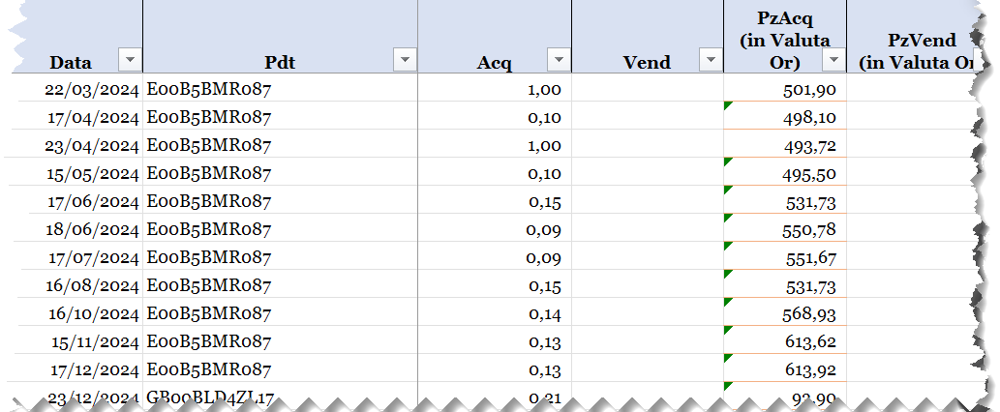 PzAcq
(in Valuta PzVend
Data Pdt Acq Vend Or) (in Valuta Or
22/03/2024 E00B5BMR087 1,00 501,90
17/04/2024 E00B5BMR087 0,10 498,10
23/04/2024 E00B5BMR087 1,00 493,72
15/05/2024 E00B5BMR087 0,10 495,50
17/06/2024 E00B5BMR087 0,15 531,73
18/06/2024 E00B5BMR087 0,09 550,78
17/07/2024 E00B5BMR087 0,09 551,67
16/08/2024 E00B5BMR087 0,15 531,73
16/10/2024 E00B5BMR087 0,14 568,93
15/11/2024 E00B5BMR087 0,13 613,62
17/12/2024 E00B5BMR087 0,13 613,92
23/12/2024 GB00BLD4ZL17 0,21 92,90